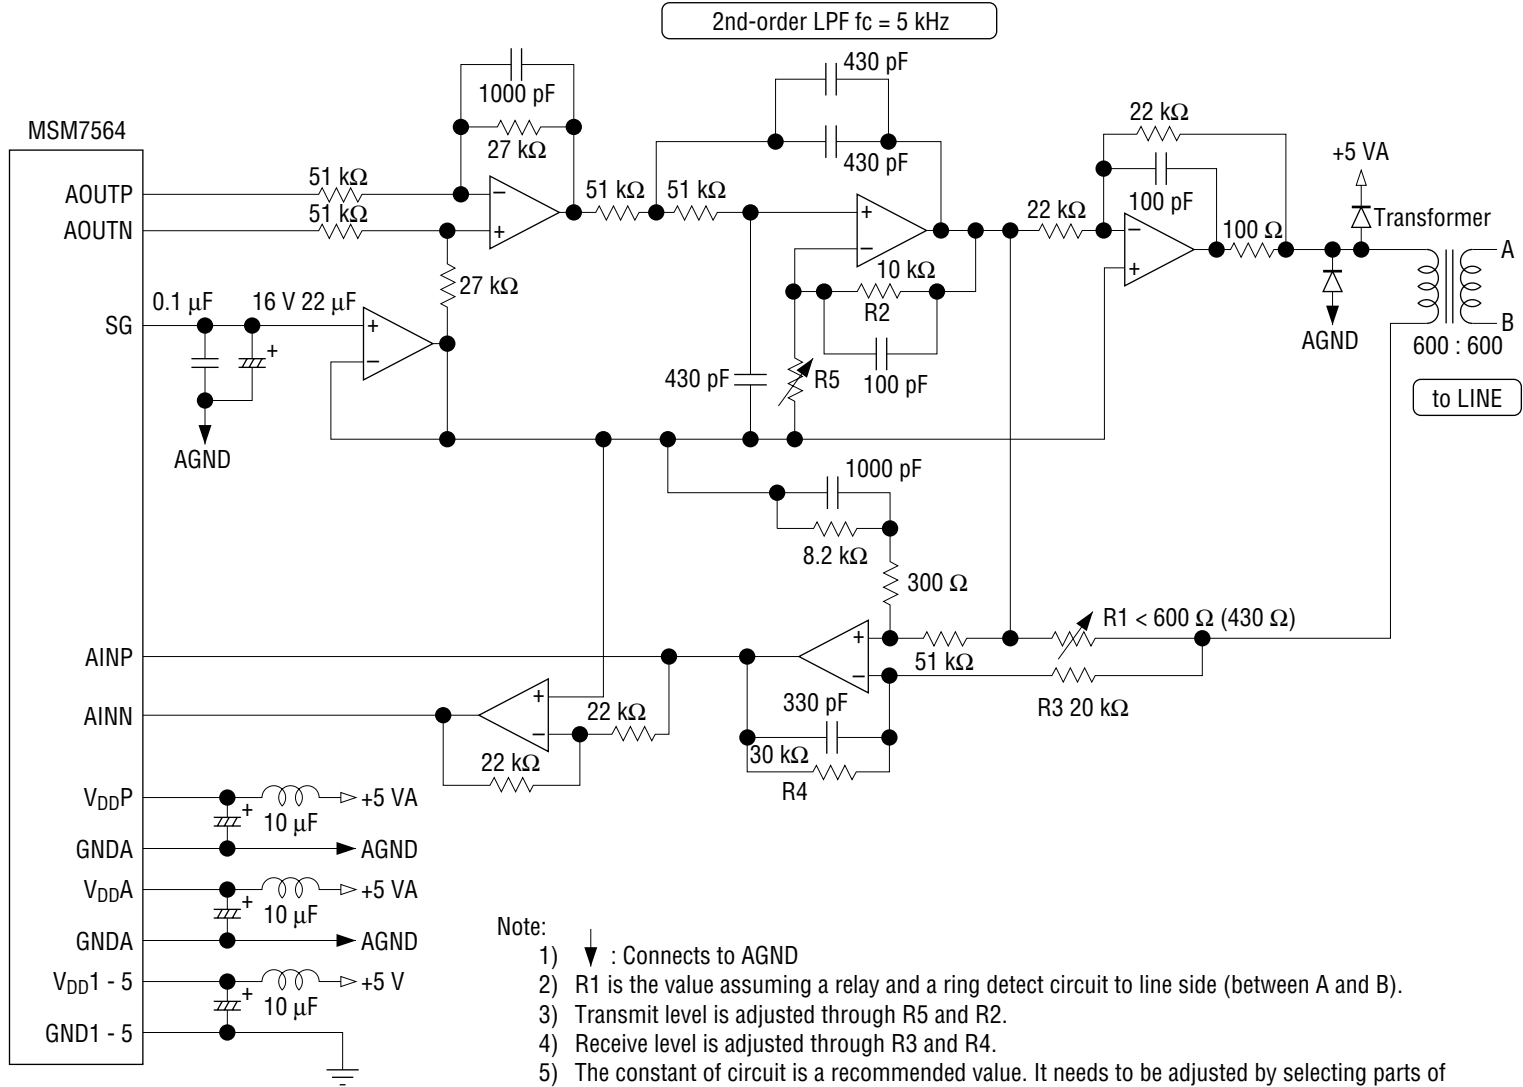 2nd-order LPF fc = 5 kHz
430 pF
1000 pF
22 kΩ
MSM7564
27 kΩ
430 pF
+5 VA
51 kΩ
AOUTP
51 kΩ
51 kΩ
51 kΩ
100 pF
Transformer
AOUTN
22 kΩ
100 Ω
A
27 kΩ
10 kΩ
0.1 μF
16 V 22 μF
R2
SG
B
AGND
600 : 600
430 pF
R5
100 pF
to LINE
AGND
1000 pF
8.2 kΩ
300 Ω
R1 < 600 Ω (430 Ω)
AINP
51 kΩ
R3 20 kΩ
330 pF
AINN
22 kΩ
30 kΩ
22 kΩ
R4
VDDP
+5 VA
10 μF
GNDA
AGND
VDDA
+5 VA
10 μF
GNDA
AGND
VDD1 - 5
+5 V
10 μF
GND1 - 5
Note:
1) : Connects to AGND
2) R1 is the value assuming a relay and a ring detect circuit to line side (between A and B).
3) Transmit level is adjusted through R5 and R2.
4) Receive level is adjusted through R3 and R4.
5) The constant of circuit is a recommended value. It needs to be adjusted by selecting parts of